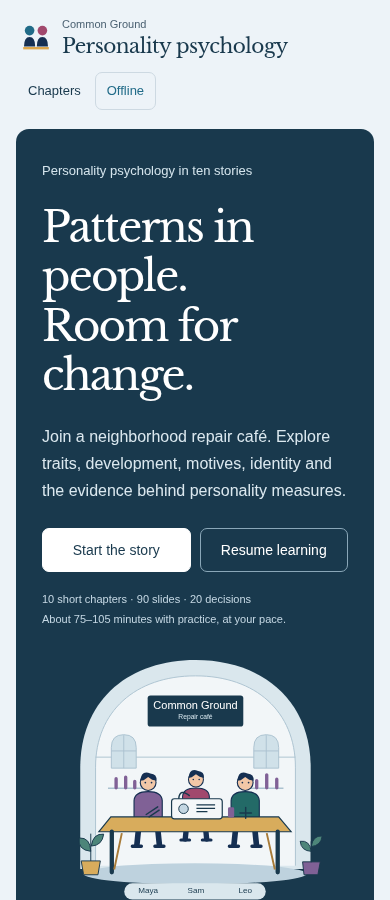 Common Ground
Personality psychology
Chapters
Offline
Personality psychology in ten stories
Patterns in
people.
Room for
change.
Join a neighborhood repair café. Explore
traits, development, motives, identity and
the evidence behind personality measures.
Start the story
Resume learning
10 short chapters · 90 slides · 20 decisions
About 75–105 minutes with practice, at your pace.
Common Ground
Repair café
Maya
Sam
Leo